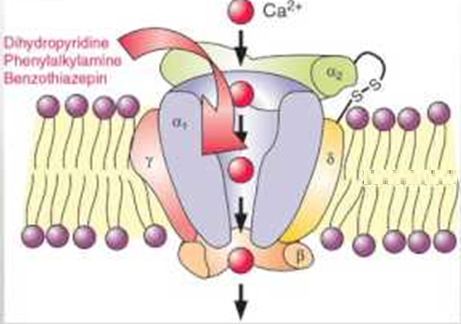 Ca²⁺
Dihydropyridine
Phenylalkylamine
Benzothiazepin
α₂
S-S
α₁
γ
δ
β